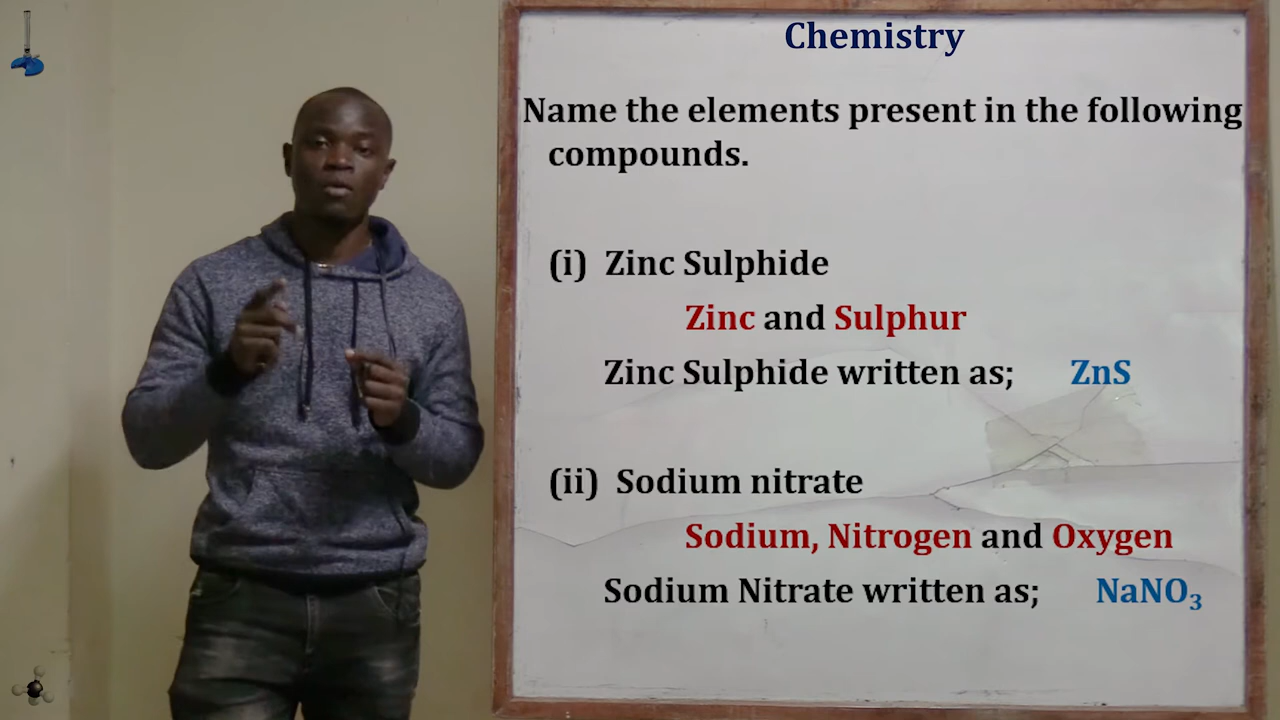 Chemistry
Name the elements present in the following
compounds.
(i) Zinc Sulphide
Zinc and Sulphur
Zinc Sulphide written as; ZnS
(ii) Sodium nitrate
Sodium, Nitrogen and Oxygen
Sodium Nitrate written as; NaNO₃